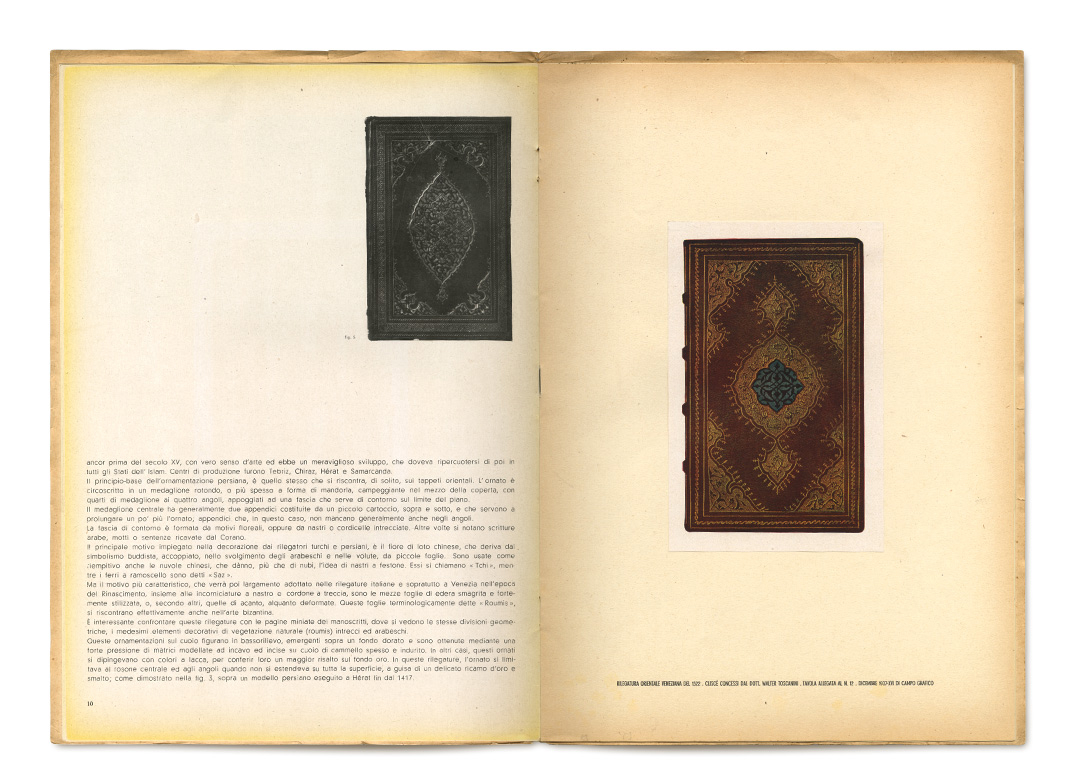 fig. 6
ancor prima del secolo XV, con vero senso d'arte ed ebbe un meraviglioso sviluppo, che doveva ripercuotersi di poi in
tutti gli Stati dell'Islam. Centri di produzione furono Tebriz, Chiraz, Hérat e Samarcanda.
Il principio-base dell'ornamentazione persiana, è quello stesso che si riscontra, di solito, sui tappeti orientali. L'ornato è
circoscritto in un medaglione rotondo, o più spesso a forma di mandorla, campeggiante nel mezzo della coperta, con
quarti di medaglione ai quattro angoli, appoggiati ad una fascia che serve di contorno sul limite del piano.
Il medaglione centrale ha generalmente due appendici costituite da un piccolo cartoccio, sopra e sotto, e che servono a
prolungare un po' più l'ornato; appendici che, in questo caso, non mancano generalmente anche negli angoli.
La fascia di contorno è formata da motivi floreali, oppure da nastri o cordicelle intrecciate. Altre volte si notano scritture
arabe, motti o sentenze ricavate dal Corano.
Il principale motivo impiegato nella decorazione dai rilegatori turchi e persiani, è il fiore di loto chinese, che deriva dal
simbolismo buddista, accoppiato, nello svolgimento degli arabeschi e nelle volute, da piccole foglie. Sono usate come
riempitivo anche le nuvole chinesi, che dànno, più che di nubi, l'idea di nastri a festone. Essi si chiamano « Tchi », men-
tre i ferri a ramoscello sono detti « Sâz ».
Ma il motivo più caratteristico, che verrà poi largamente adottato nelle rilegature italiane e sopratutto a Venezia nell'epoca
del Rinascimento, insieme alle incorniciature a nastro e cordone a treccia, sono le mezze foglie di edera smagrita e forte-
mente stilizzata, o, secondo altri, quelle di acanto, alquanto deformate. Queste foglie terminologicamente dette « Roumis »,
si riscontrano effettivamente anche nell'arte bizantina.
È interessante confrontare queste rilegature con le pagine miniate dei manoscritti, dove si vedono le stesse divisioni geome-
triche, i medesimi elementi decorativi di vegetazione naturale (roumis) intrecci ed arabeschi.
Queste ornamentazioni sul cuoio figurano in bassorilievo, emergenti sopra un fondo dorato e sono ottenute mediante una
forte pressione di matrici modellate ad incavo ed incise su cuoio di cammello spesso e indurito. In altri casi, questi ornati
si dipingevano con colori a lacca, per conferir loro un maggior risalto sul fondo oro. In queste rilegature, l'ornato si limi-
tava al rosone centrale ed agli angoli quando non si estendeva su tutta la superficie, a guisa di un delicato ricamo d'oro e
smalto; come dimostrato nella fig. 3, sopra un modello persiano eseguito a Hérat fin dal 1417.
10
RILEGATURA ORIENTALE VENEZIANA DEL 1522 . CLISCÈ CONCESSI DAL DOTT. WALTER TOSCANINI . TAVOLA ALLEGATA AL N. 12 . DICEMBRE 1937-XVI DI CAMPO GRAFICO